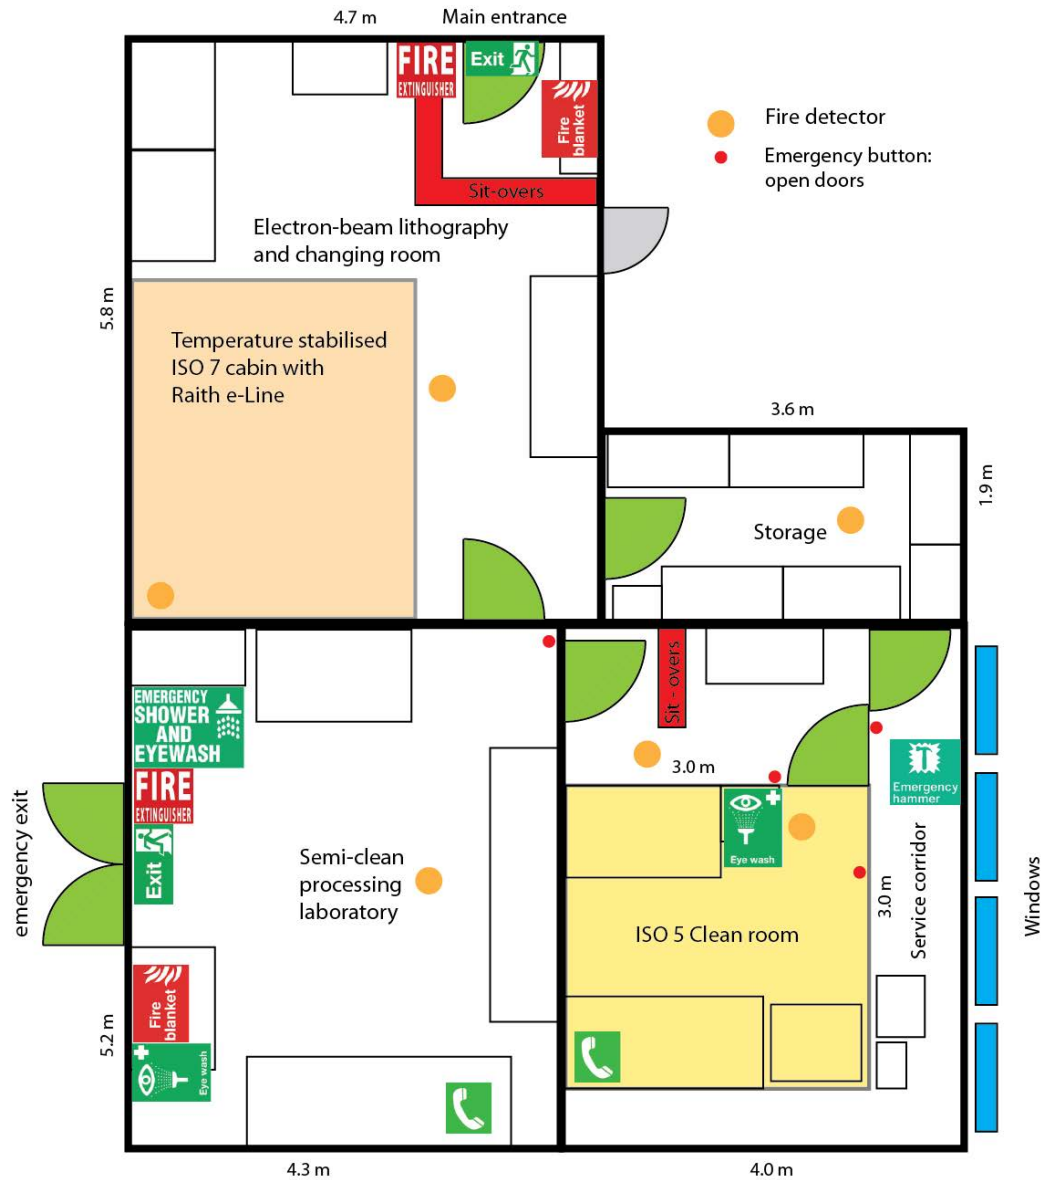 4.7 m
Main entrance
FIRE
EXTINGUISHER
Exit
Fire
blanket
Fire detector
Emergency button:
open doors
Sit-overs
Electron-beam lithography
and changing room
5.8 m
Temperature stabilised
ISO 7 cabin with
Raith e-Line
3.6 m
1.9 m
Storage
EMERGENCY
SHOWER
AND
EYEWASH
FIRE
EXTINGUISHER
Exit
emergency exit
Semi-clean
processing
laboratory
Fire
blanket
Eye wash
5.2 m
4.3 m
Sit - overs
3.0 m
Eye wash
ISO 5 Clean room
3.0 m
Emergency
hammer
Service corridor
Windows
4.0 m